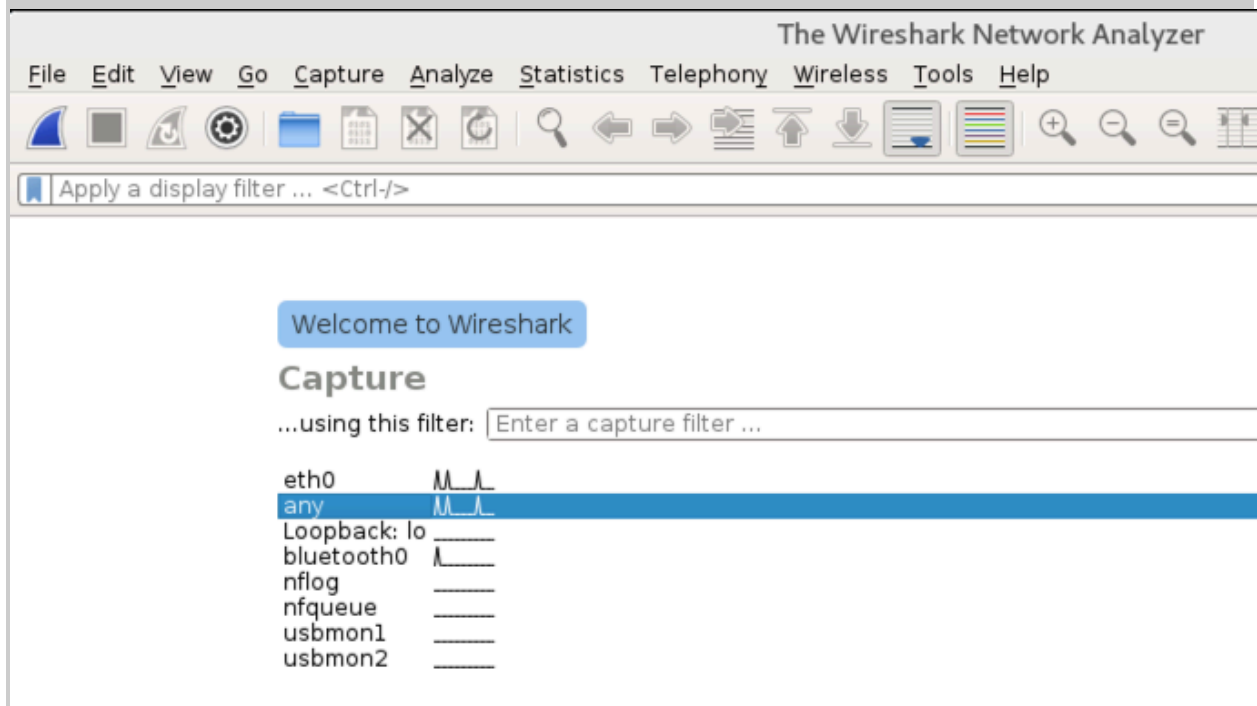 The Wireshark Network Analyzer
File Edit View Go Capture Analyze Statistics Telephony Wireless Tools Help
Apply a display filter ... <Ctrl-/>
Welcome to Wireshark
Capture
...using this filter: Enter a capture filter ...
eth0
any
Loopback: lo
bluetooth0
nflog
nfqueue
usbmon1
usbmon2